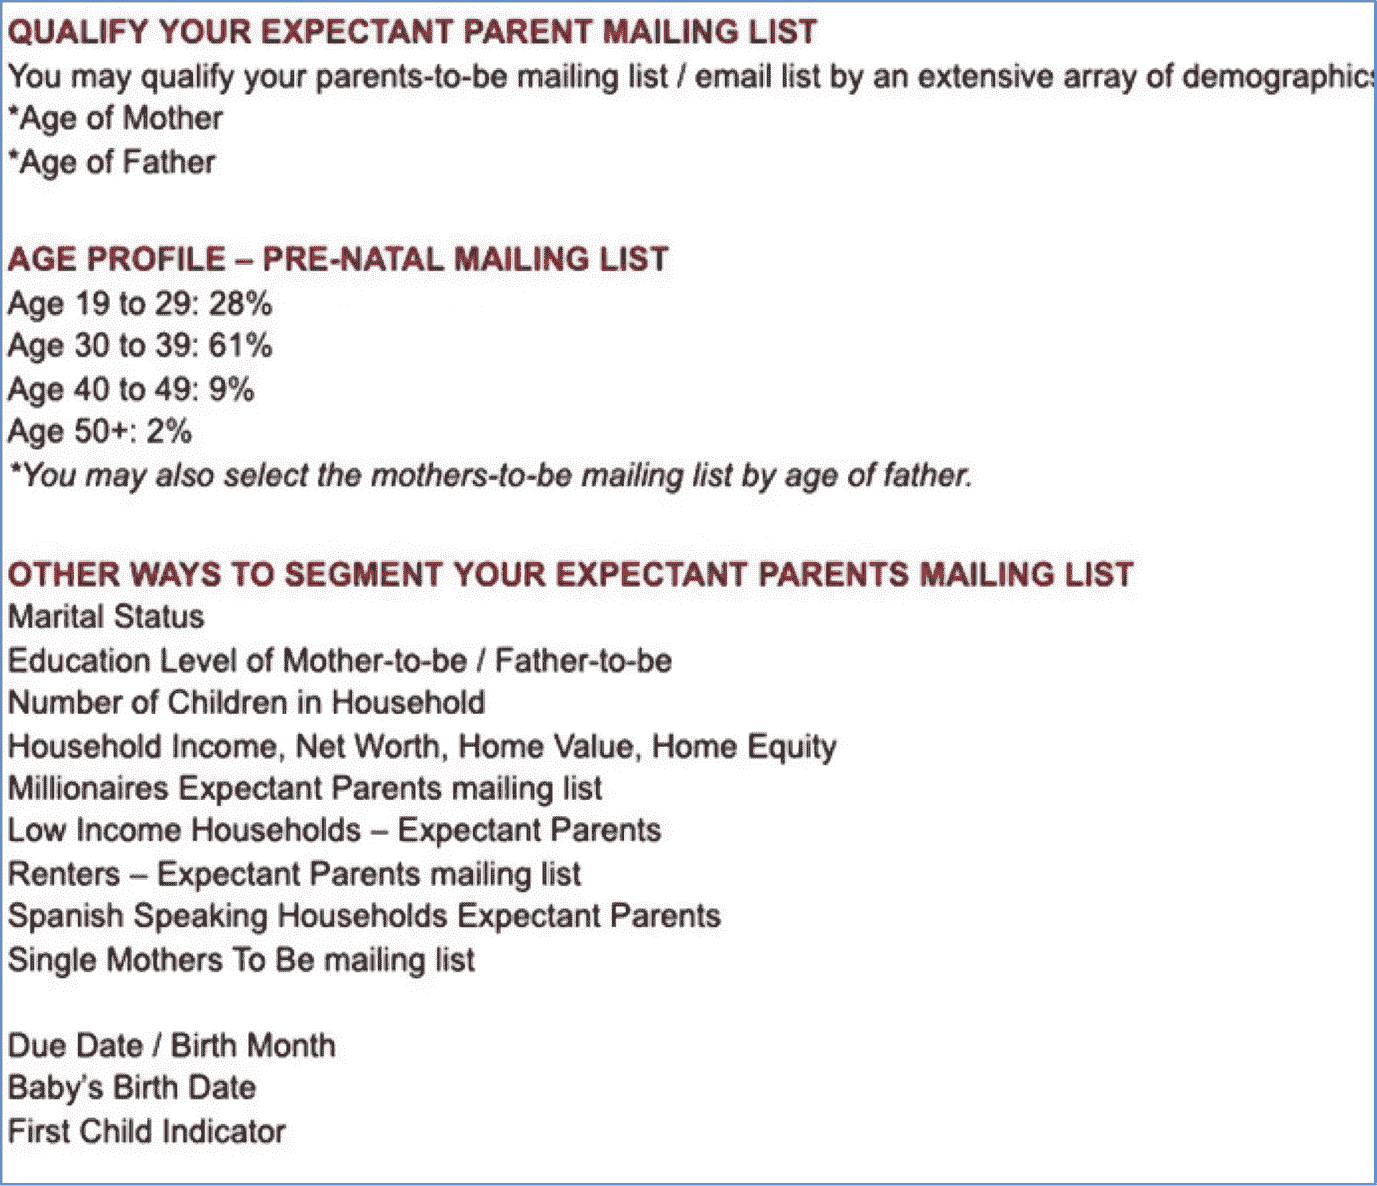 QUALIFY YOUR EXPECTANT PARENT MAILING LIST
You may qualify your parents-to-be mailing list / email list by an extensive array of demographics
*Age of Mother
*Age of Father
AGE PROFILE – PRE-NATAL MAILING LIST
Age 19 to 29: 28%
Age 30 to 39: 61%
Age 40 to 49: 9%
Age 50+: 2%
*You may also select the mothers-to-be mailing list by age of father.
OTHER WAYS TO SEGMENT YOUR EXPECTANT PARENTS MAILING LIST
Marital Status
Education Level of Mother-to-be / Father-to-be
Number of Children in Household
Household Income, Net Worth, Home Value, Home Equity
Millionaires Expectant Parents mailing list
Low Income Households – Expectant Parents
Renters – Expectant Parents mailing list
Spanish Speaking Households Expectant Parents
Single Mothers To Be mailing list
Due Date / Birth Month
Baby's Birth Date
First Child Indicator